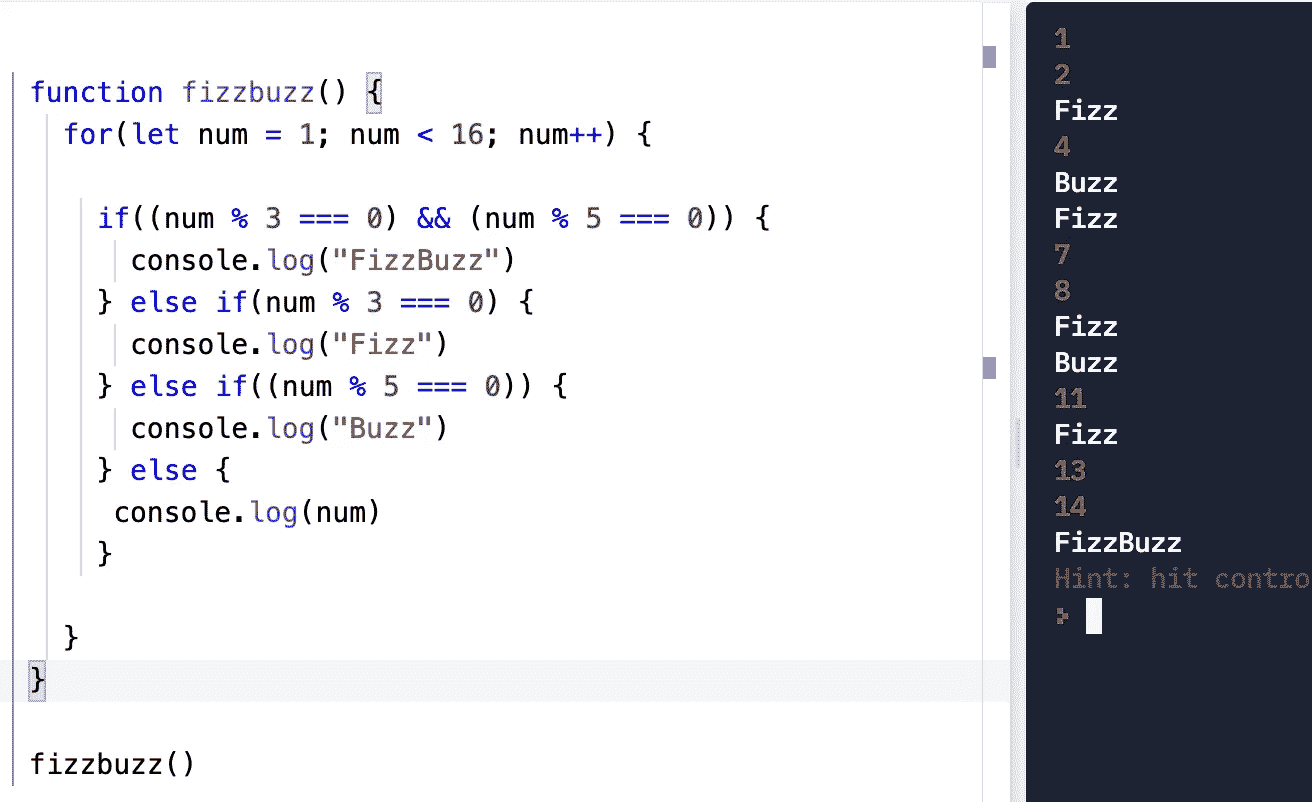 function fizzbuzz() {
for(let num = 1; num < 16; num++) {
if((num % 3 === 0) && (num % 5 === 0)) {
console.log("FizzBuzz")
} else if(num % 3 === 0) {
console.log("Fizz")
} else if((num % 5 === 0)) {
console.log("Buzz")
} else {
console.log(num)
}
}
}
fizzbuzz()
1
2
Fizz
4
Buzz
Fizz
7
8
Fizz
Buzz
11
Fizz
13
14
FizzBuzz
Hint: hit contro
>